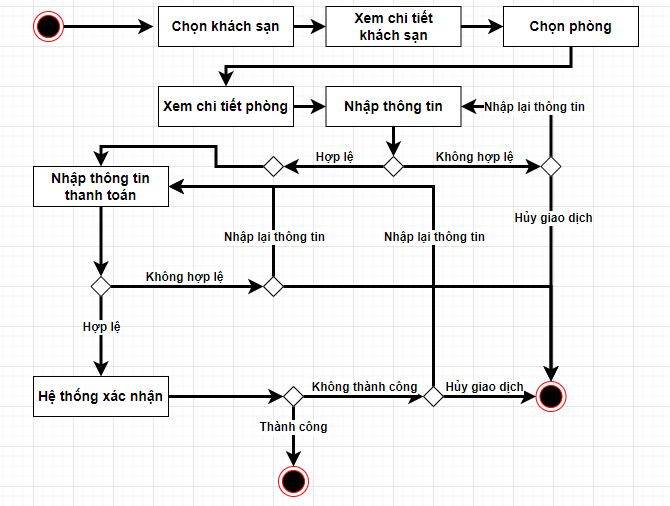 Chọn khách sạn
Xem chi tiết
khách sạn
Chọn phòng
Xem chi tiết phòng
Nhập thông tin
Nhập lại thông tin
Hợp lệ
Không hợp lệ
Nhập thông tin
thanh toán
Hủy giao dịch
Nhập lại thông tin
Nhập lại thông tin
Không hợp lệ
Hợp lệ
Hệ thống xác nhận
Không thành công
Hủy giao dịch
Thành công